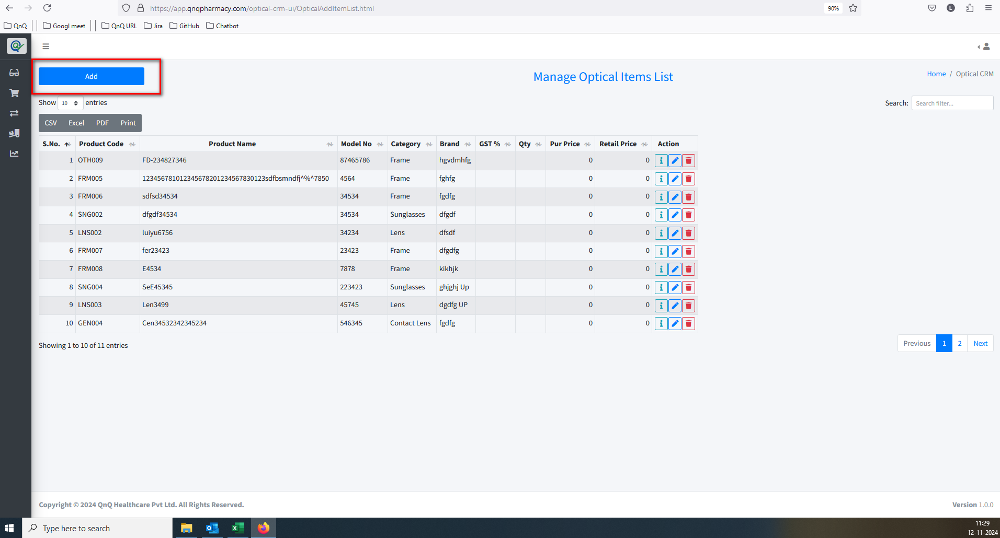 https://app.qnqpharmacy.com/optical-crm-ui/OpticalAddItemList.html 90% L
QnQ Googl meet QnQ URL Jira GitHub Chatbot
Add
Manage Optical Items List
Home / Optical CRM
Show 10 entries
Search: Search filter...
CSV Excel PDF Print
S.No. Product Code Product Name Model No Category Brand GST % Qty Pur Price Retail Price Action
1 OTH009 FD-234827346 87465786 Frame hgvdmhfg 0 0
2 FRM005 12345678101234567820123456783012​3sdfbsmndfj^%^7850 4564 Frame fghfg 0 0
3 FRM006 sdfsd34534 34534 Frame fgdfg 0 0
4 SNG002 dfgdf34534 34534 Sunglasses dfgdf 0 0
5 LNS002 luiyu6756 34234 Lens dfsdf 0 0
6 FRM007 fer23423 23423 Frame dfgdfg 0 0
7 FRM008 E4534 7878 Frame kikhjk 0 0
8 SNG004 SeE45345 223423 Sunglasses ghjghj Up 0 0
9 LNS003 Len3499 45745 Lens dgdfg UP 0 0
10 GEN004 Cen34532342345234 546345 Contact Lens fgdfg 0 0
Showing 1 to 10 of 11 entries
Previous 1 2 Next
Copyright © 2024 QnQ Healthcare Pvt Ltd. All Rights Reserved.
Version 1.0.0
Type here to search
11:29
12-11-2024